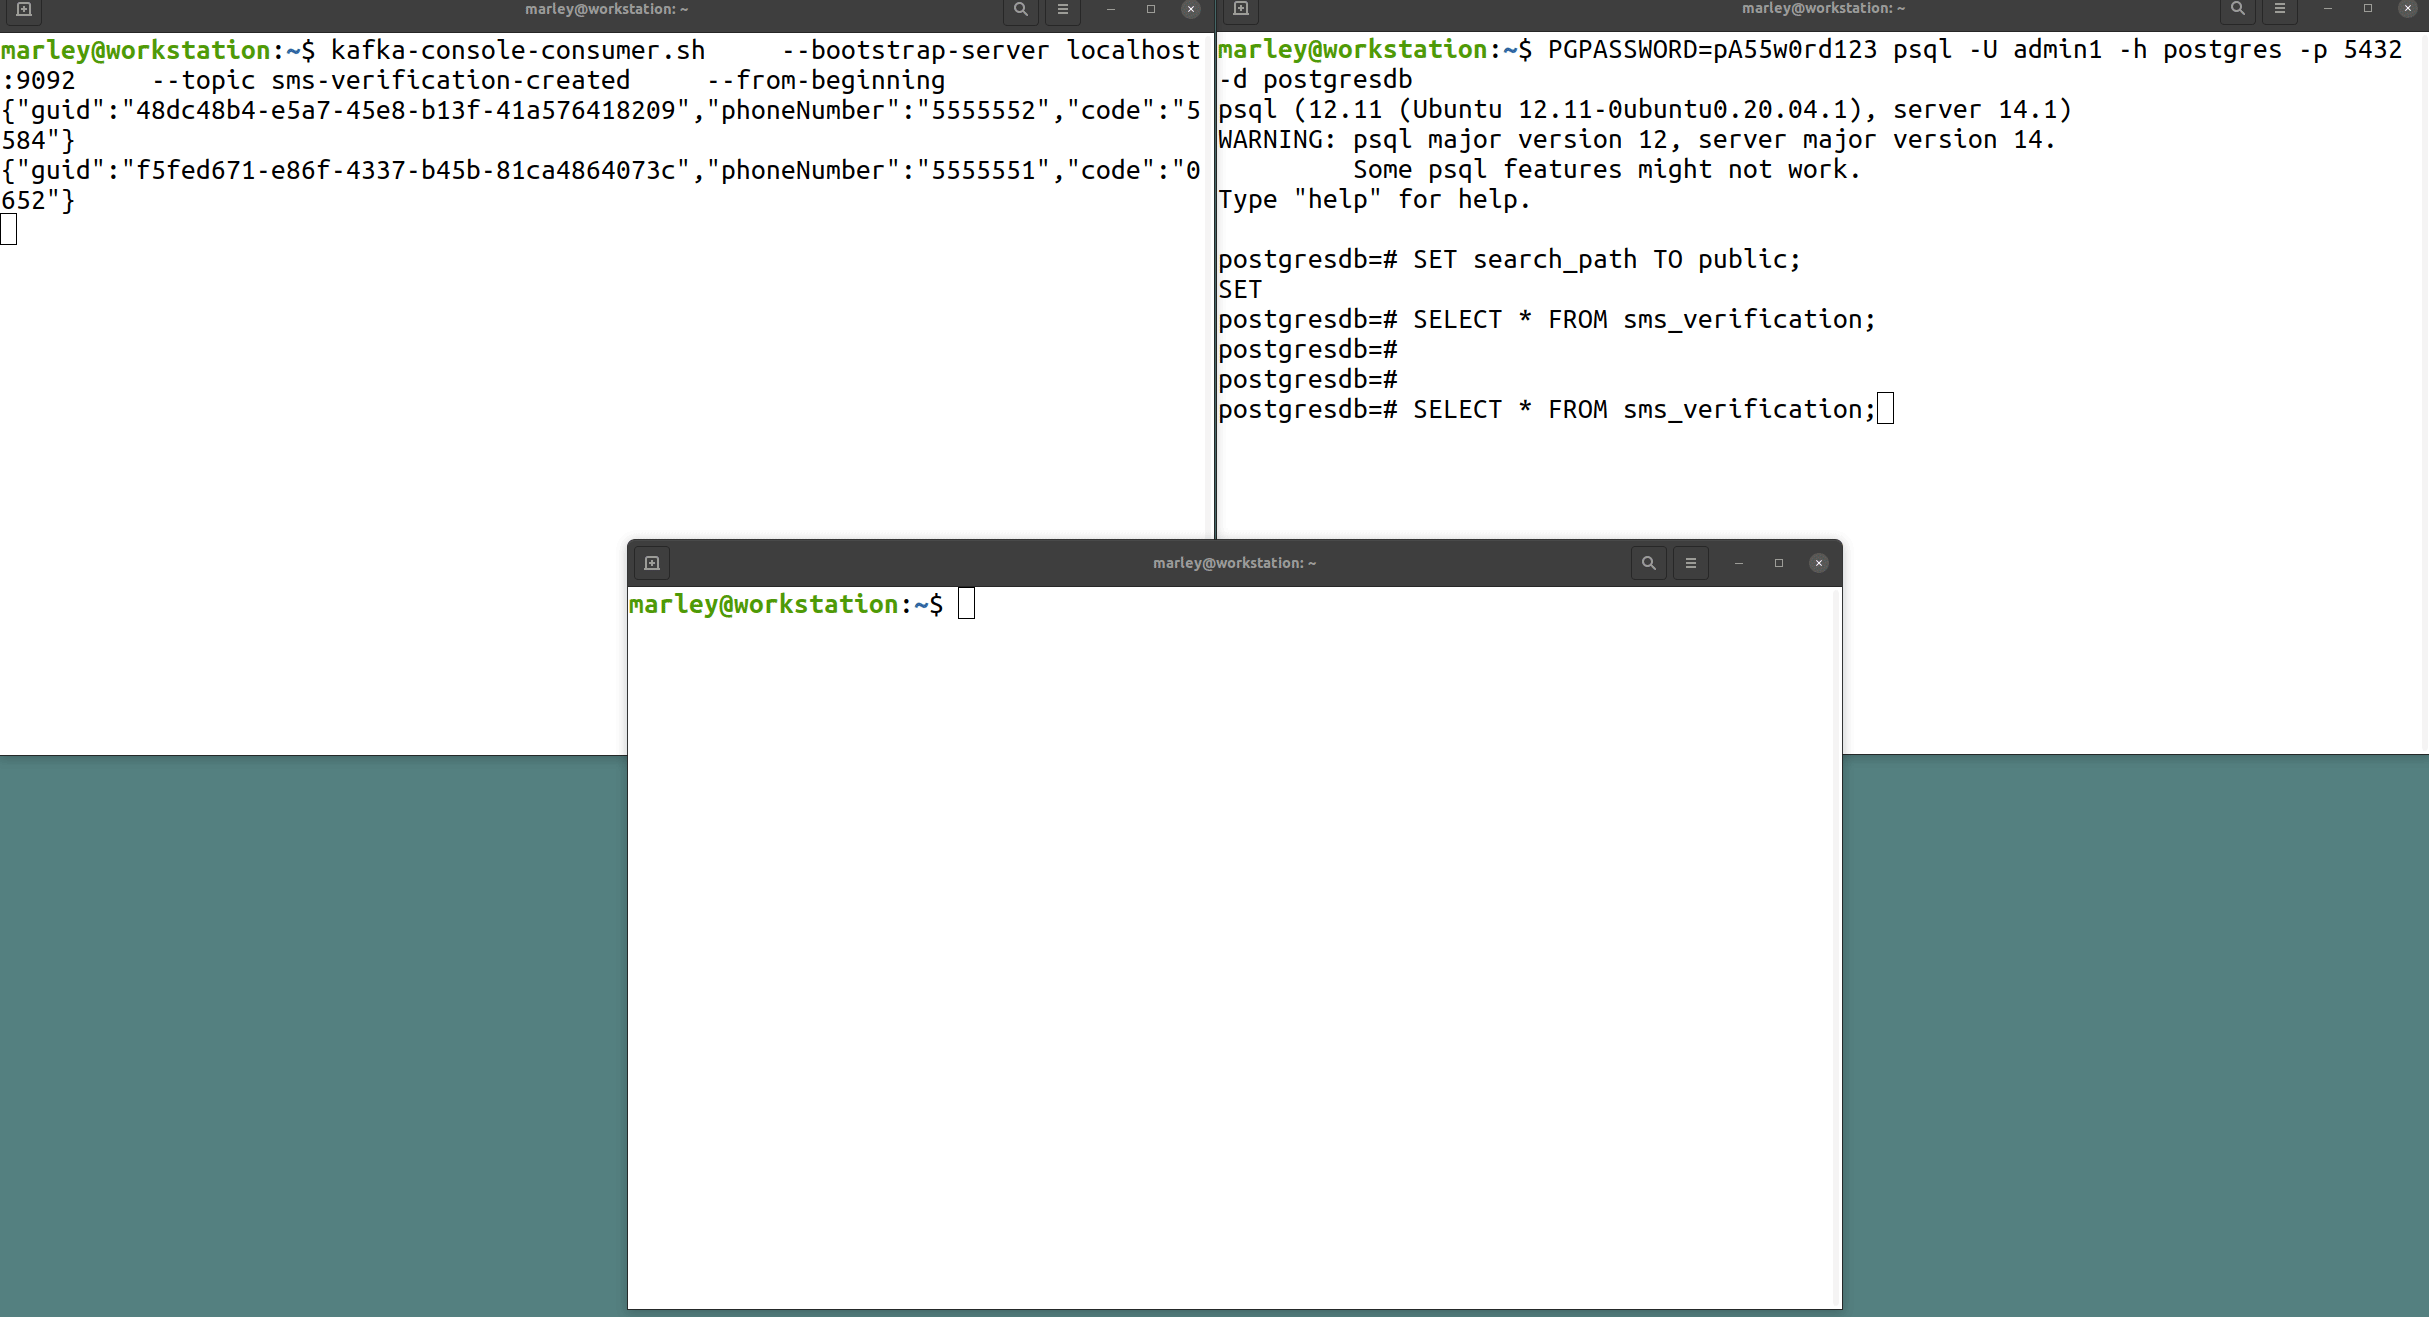 marley@workstation: ~
marley@workstation:~$ kafka-console-consumer.sh     --bootstrap-server localhost
:9092     --topic sms-verification-created     --from-beginning
{"guid":"48dc48b4-e5a7-45e8-b13f-41a576418209","phoneNumber":"5555552","code":"5
584"}
{"guid":"f5fed671-e86f-4337-b45b-81ca4864073c","phoneNumber":"5555551","code":"0
652"}
marley@workstation: ~
marley@workstation:~$ PGPASSWORD=pA55w0rd123 psql -U admin1 -h postgres -p 5432
-d postgresdb
psql (12.11 (Ubuntu 12.11-0ubuntu0.20.04.1), server 14.1)
WARNING: psql major version 12, server major version 14.
         Some psql features might not work.
Type "help" for help.
postgresdb=# SET search_path TO public;
SET
postgresdb=# SELECT * FROM sms_verification;
postgresdb=#
postgresdb=#
postgresdb=# SELECT * FROM sms_verification;
marley@workstation: ~
marley@workstation:~$